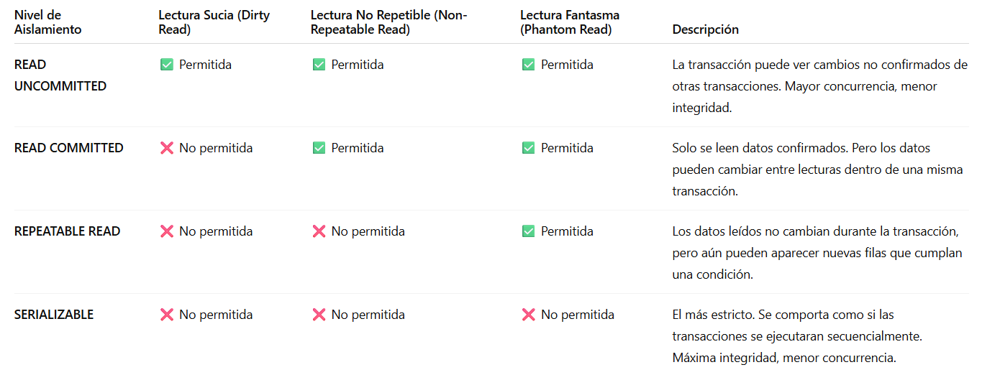 Nivel de Aislamiento	Lectura Sucia (Dirty Read)	Lectura No Repetible (Non-Repeatable Read)	Lectura Fantasma (Phantom Read)	Descripción
READ UNCOMMITTED	✅ Permitida	✅ Permitida	✅ Permitida	La transacción puede ver cambios no confirmados de otras transacciones. Mayor concurrencia, menor integridad.
READ COMMITTED	❌ No permitida	✅ Permitida	✅ Permitida	Solo se leen datos confirmados. Pero los datos pueden cambiar entre lecturas dentro de una misma transacción.
REPEATABLE READ	❌ No permitida	❌ No permitida	✅ Permitida	Los datos leídos no cambian durante la transacción, pero aún pueden aparecer nuevas filas que cumplan una condición.
SERIALIZABLE	❌ No permitida	❌ No permitida	❌ No permitida	El más estricto. Se comporta como si las transacciones se ejecutaran secuencialmente. Máxima integridad, menor concurrencia.